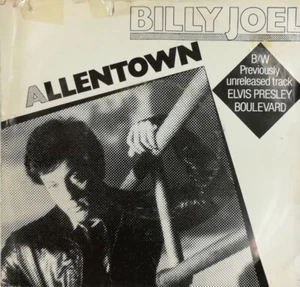 BILLY JOEL
ALLENTOWN
B/W
Previously
unreleased track
ELVIS PRESLEY
BOULEVARD